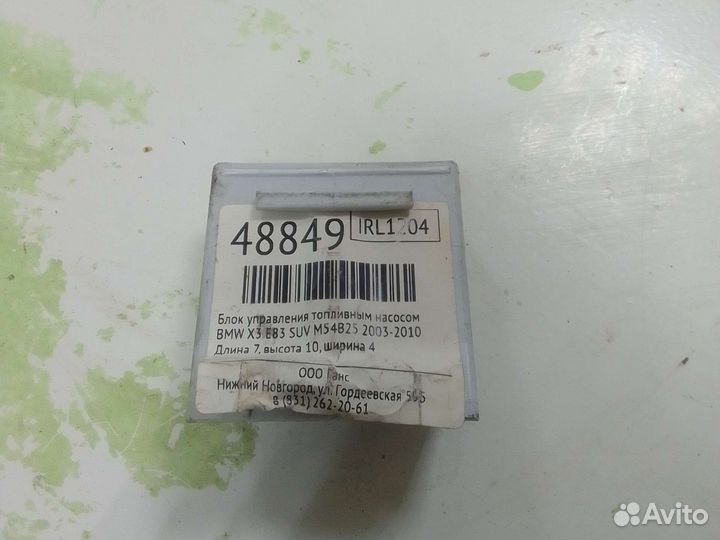 48849
IRL1204
Блок управления топливным насосом
BMW X3 E83 SUV M54B25 2003-2010
Длина 7, высота 10, ширина 4
ООО Ганс
Нижний Новгород, ул. Гордеевская
8 (831) 262-20-61
Avito